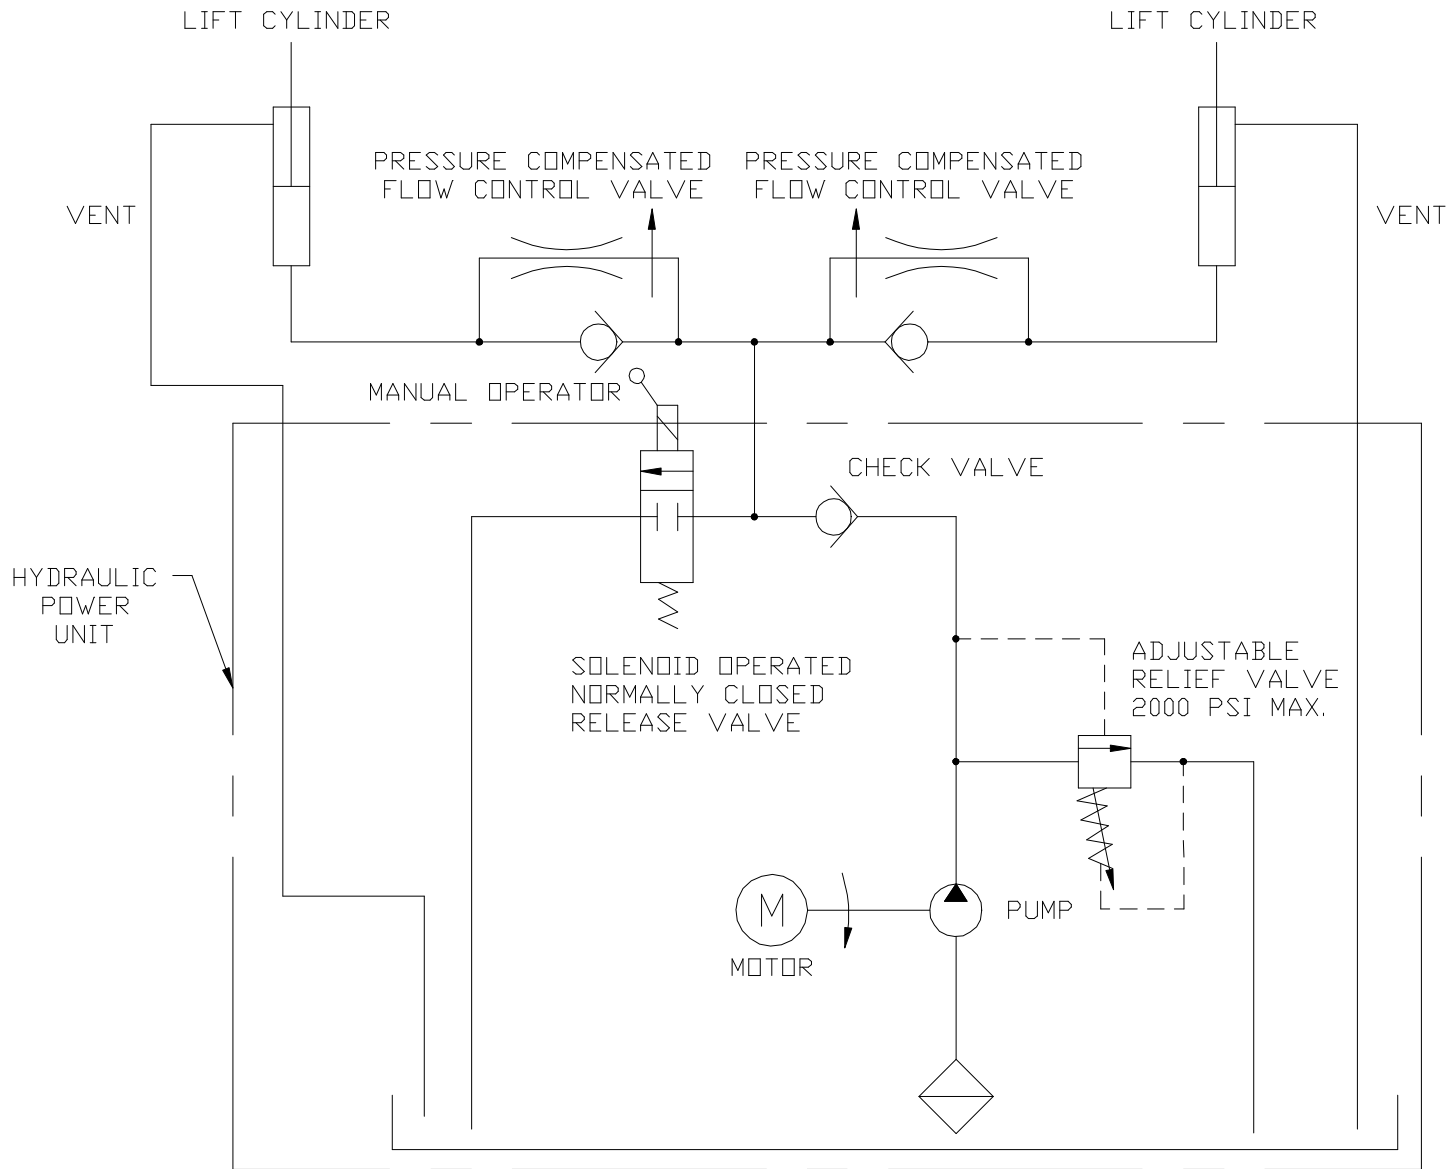 LIFT CYLINDER
LIFT CYLINDER
PRESSURE COMPENSATED
FLOW CONTROL VALVE
PRESSURE COMPENSATED
FLOW CONTROL VALVE
VENT
VENT
MANUAL OPERATOR
CHECK VALVE
HYDRAULIC
POWER
UNIT
SOLENOID OPERATED
NORMALLY CLOSED
RELEASE VALVE
ADJUSTABLE
RELIEF VALVE
2000 PSI MAX.
M
MOTOR
PUMP